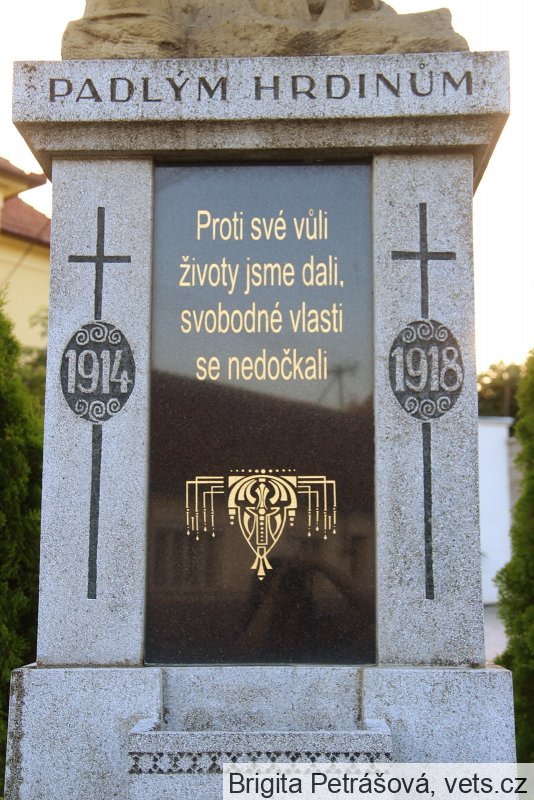 PADLÝM HRDINŮM
Proti své vůli
životy jsme dali,
svobodné vlasti
se nedočkali
1914
1918
Brigita Petrášová, vets.cz